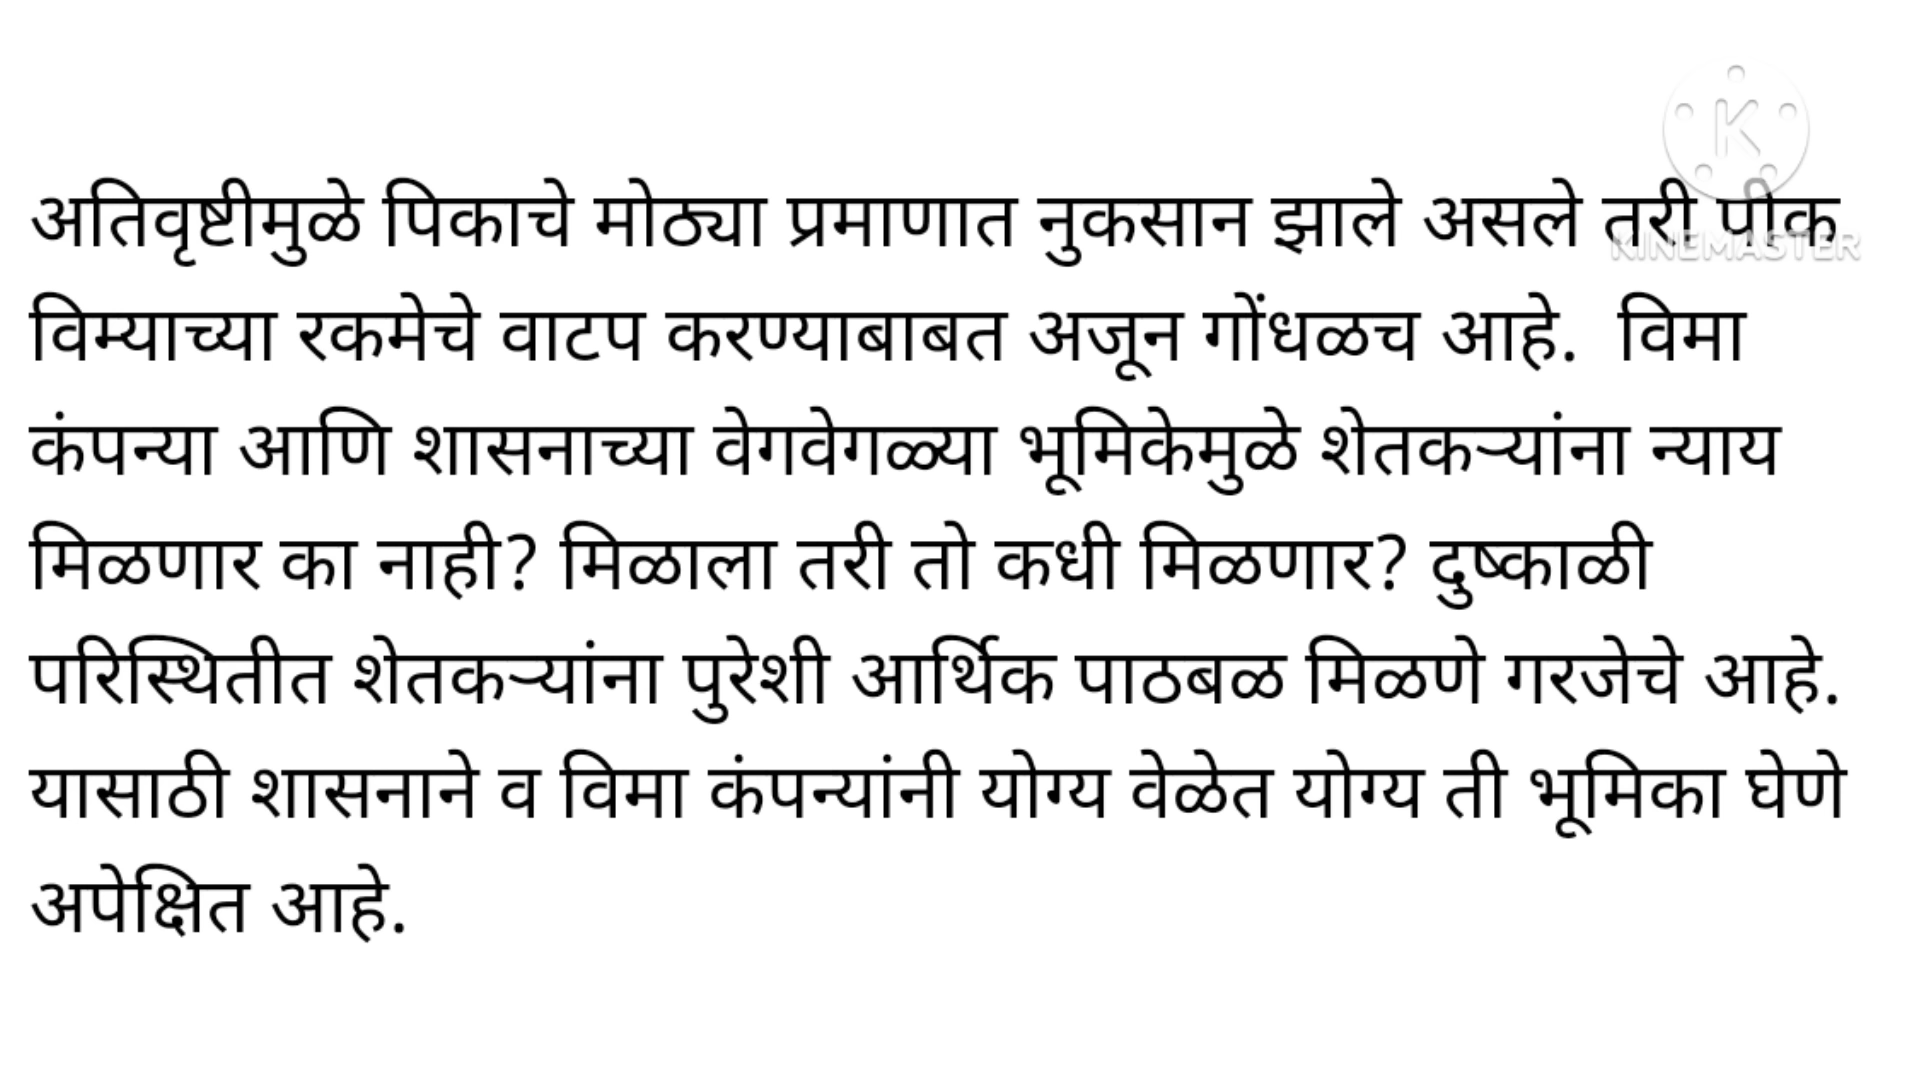 अतिवृष्टीमुळे पिकाचे मोठ्या प्रमाणात नुकसान झाले असले तरी पीक
विम्याच्या रकमेचे वाटप करण्याबाबत अजून गोंधळच आहे.  विमा
कंपन्या आणि शासनाच्या वेगवेगळ्या भूमिकेमुळे शेतकऱ्यांना न्याय
मिळणार का नाही? मिळाला तरी तो कधी मिळणार? दुष्काळी
परिस्थितीत शेतकऱ्यांना पुरेशी आर्थिक पाठबळ मिळणे गरजेचे आहे.
यासाठी शासनाने व विमा कंपन्यांनी योग्य वेळेत योग्य ती भूमिका घेणे
अपेक्षित आहे.
K
KINEMASTER